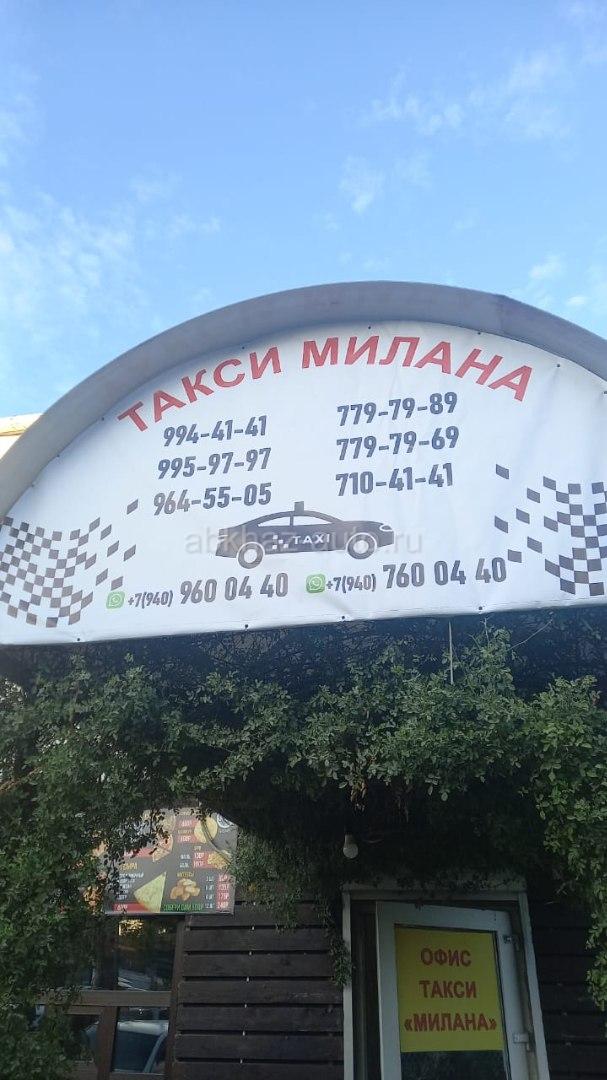 ТАКСИ МИЛАНА
994-41-41
995-97-97
964-55-05
779-79-89
779-79-69
710-41-41
TAXI
+7(940) 960 04 40
+7(940) 760 04 40
ОФИС
ТАКСИ
«МИЛАНА»